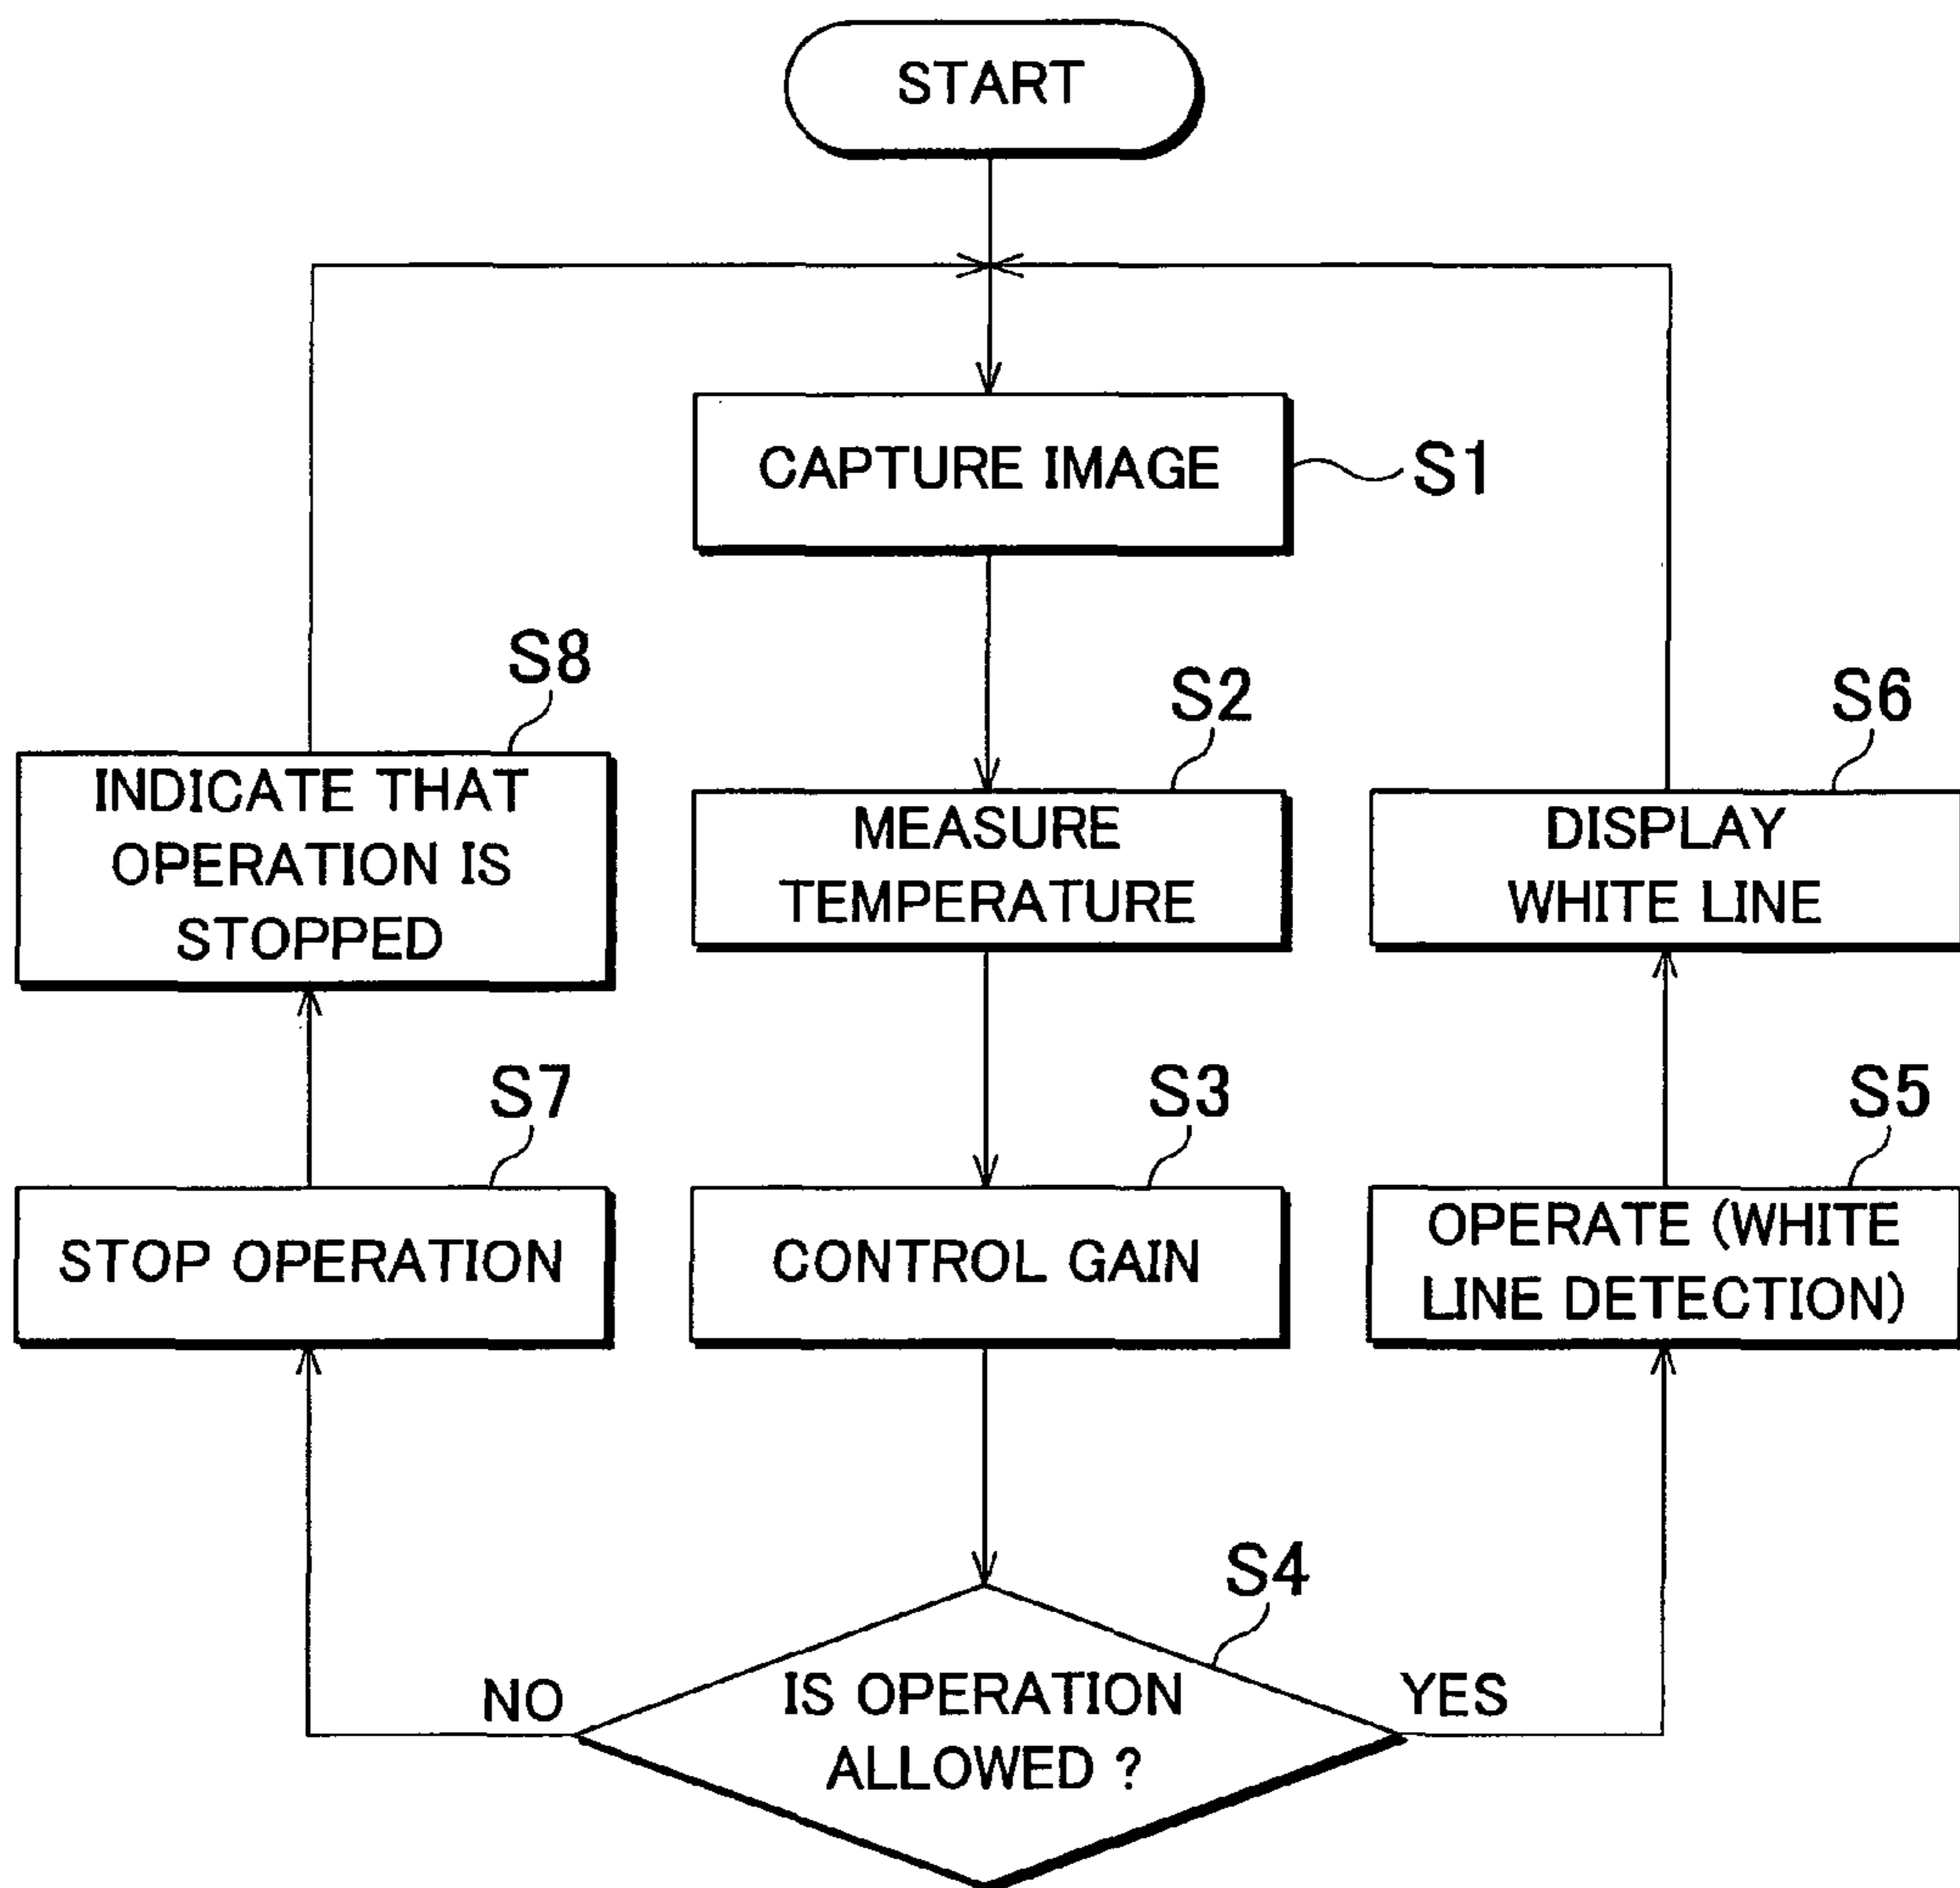 START
CAPTURE IMAGE
S1
S8
INDICATE THAT
OPERATION IS
STOPPED
S2
MEASURE
TEMPERATURE
S6
DISPLAY
WHITE LINE
S7
STOP OPERATION
S3
CONTROL GAIN
S5
OPERATE (WHITE
LINE DETECTION)
S4
NO
IS OPERATION
ALLOWED ?
YES